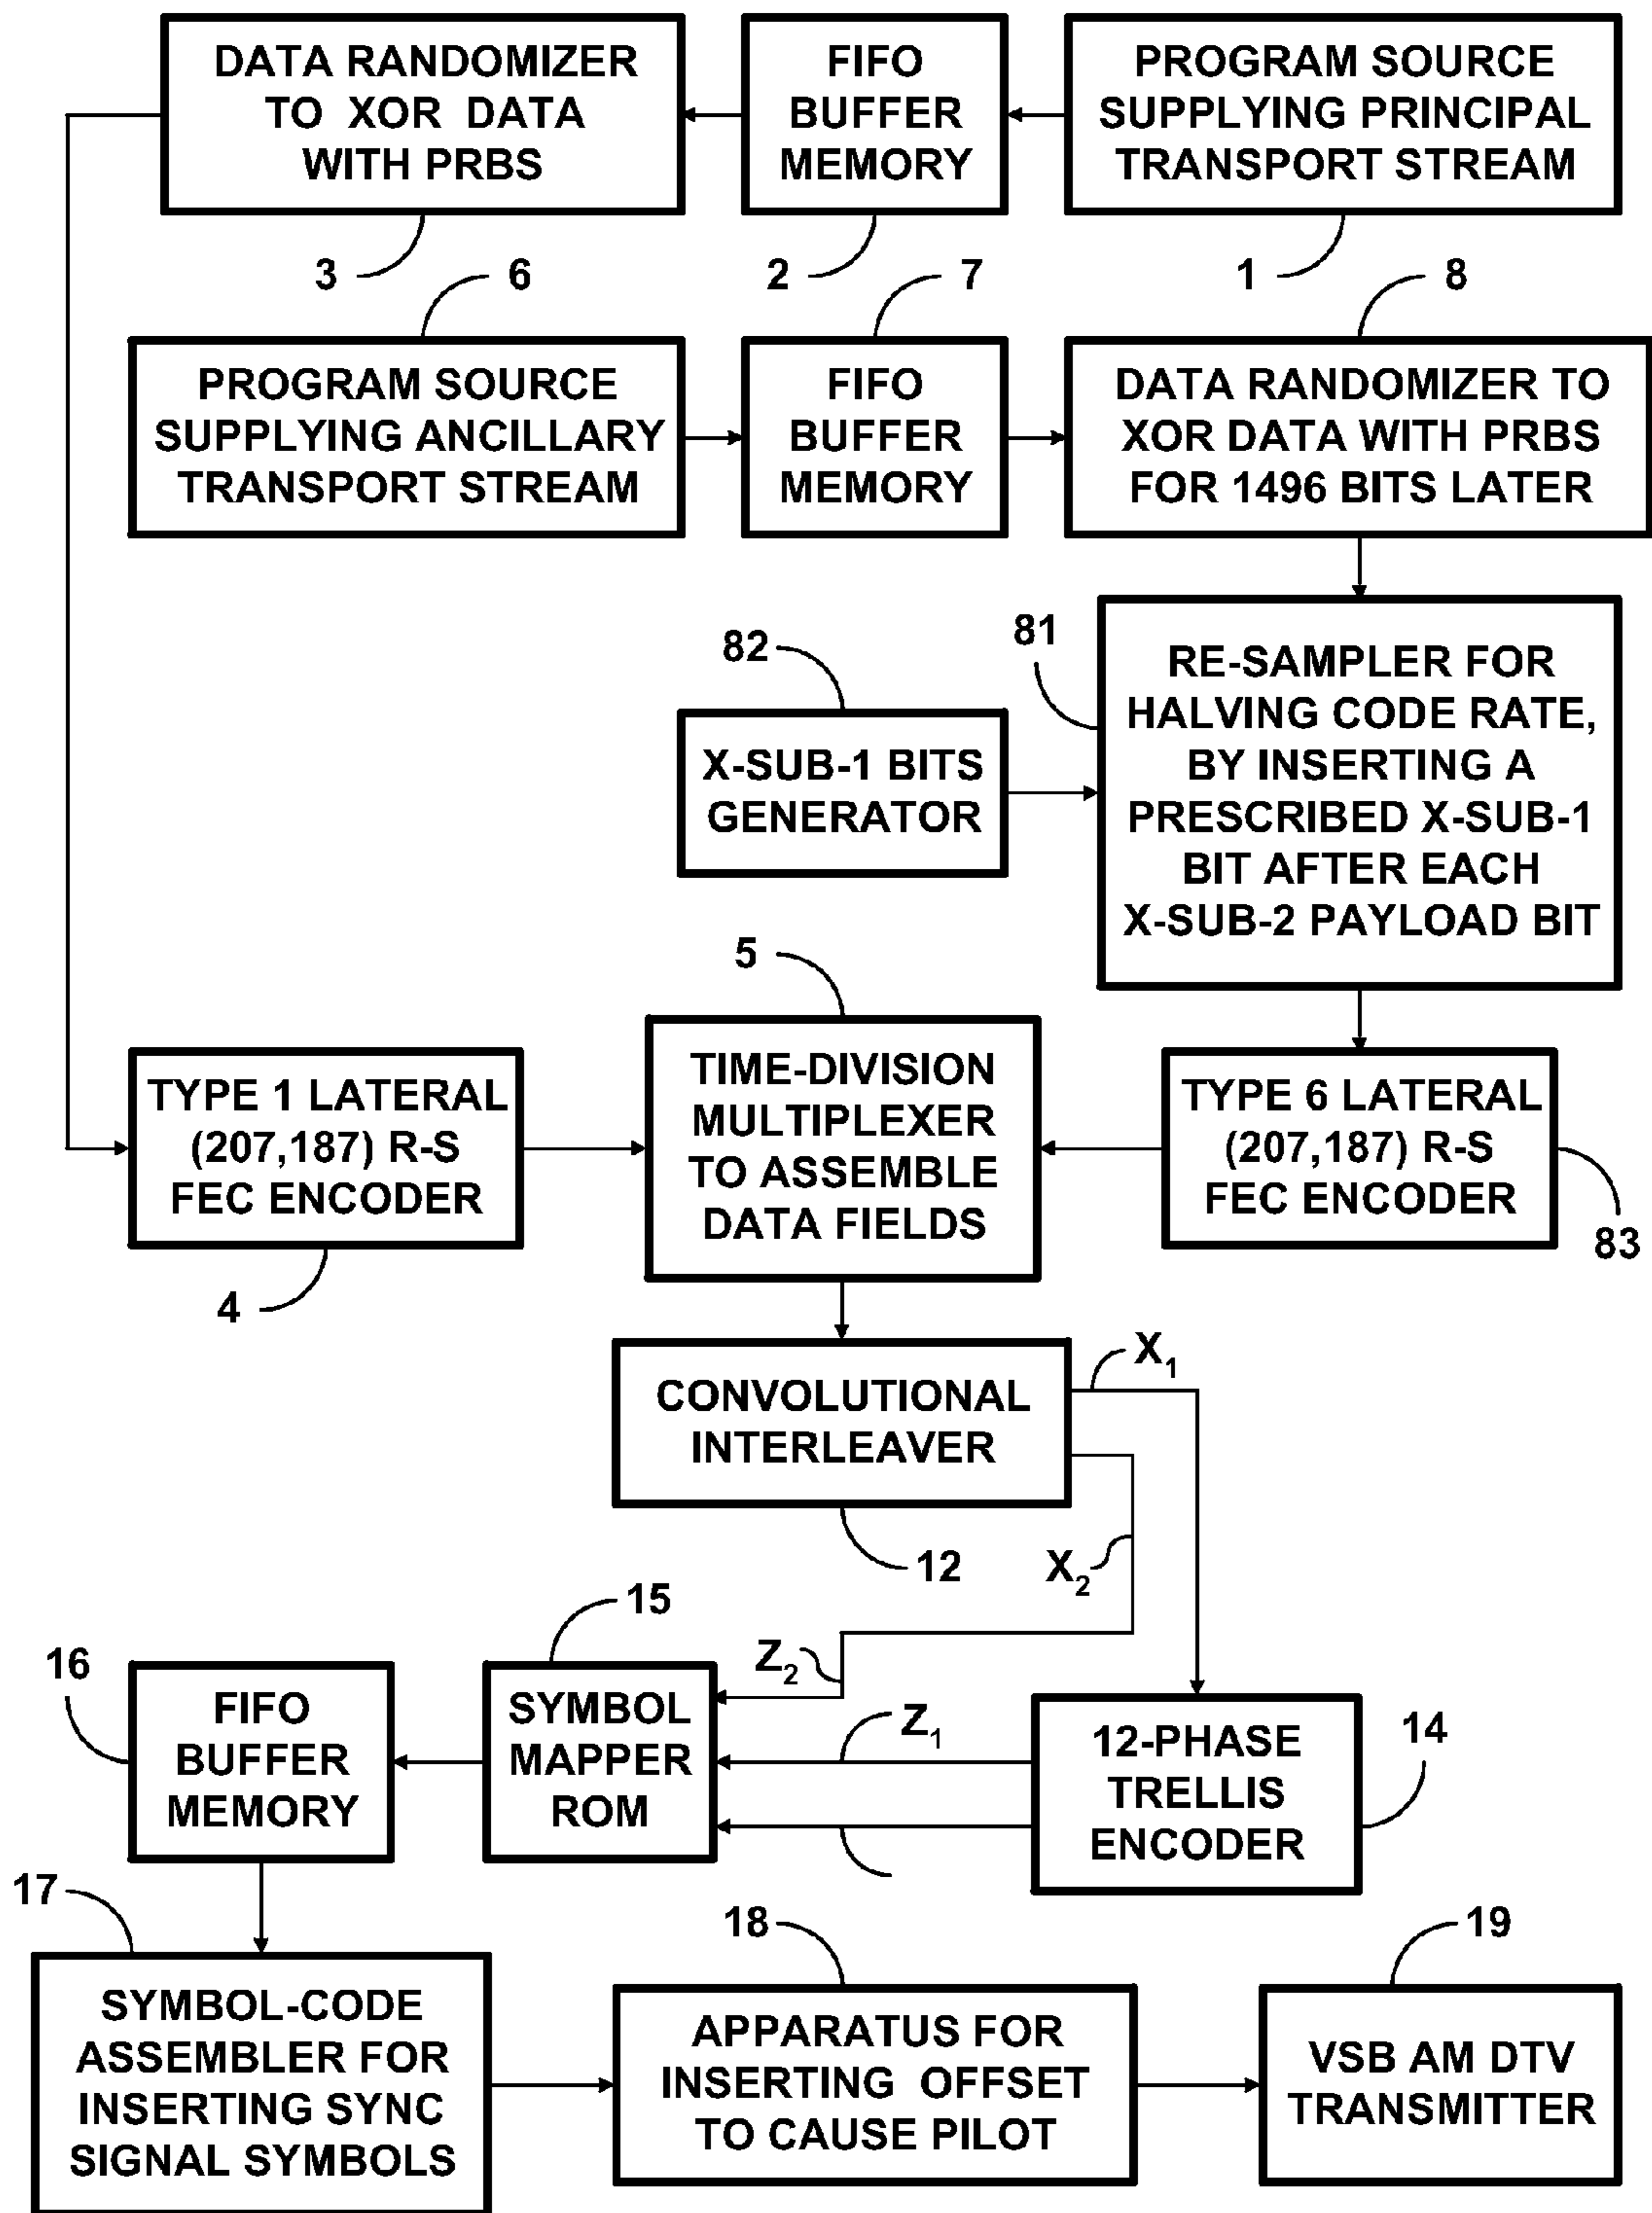 DATA RANDOMIZER
TO XOR DATA
WITH PRBS
FIFO
BUFFER
MEMORY
PROGRAM SOURCE
SUPPLYING PRINCIPAL
TRANSPORT STREAM
3
2
1
6
7
8
PROGRAM SOURCE
SUPPLYING ANCILLARY
TRANSPORT STREAM
FIFO
BUFFER
MEMORY
DATA RANDOMIZER TO
XOR DATA WITH PRBS
FOR 1496 BITS LATER
82
81
X-SUB-1 BITS
GENERATOR
RE-SAMPLER FOR
HALVING CODE RATE,
BY INSERTING A
PRESCRIBED X-SUB-1
BIT AFTER EACH
X-SUB-2 PAYLOAD BIT
5
TYPE 1 LATERAL
(207,187) R-S
FEC ENCODER
4
TIME-DIVISION
MULTIPLEXER
TO ASSEMBLE
DATA FIELDS
TYPE 6 LATERAL
(207,187) R-S
FEC ENCODER
83
CONVOLUTIONAL
INTERLEAVER
X₁
12
X₂
15
16
Z₂
FIFO
BUFFER
MEMORY
SYMBOL
MAPPER
ROM
Z₁
12-PHASE
TRELLIS
ENCODER
14
17
18
19
SYMBOL-CODE
ASSEMBLER FOR
INSERTING SYNC
SIGNAL SYMBOLS
APPARATUS FOR
INSERTING OFFSET
TO CAUSE PILOT
VSB AM DTV
TRANSMITTER